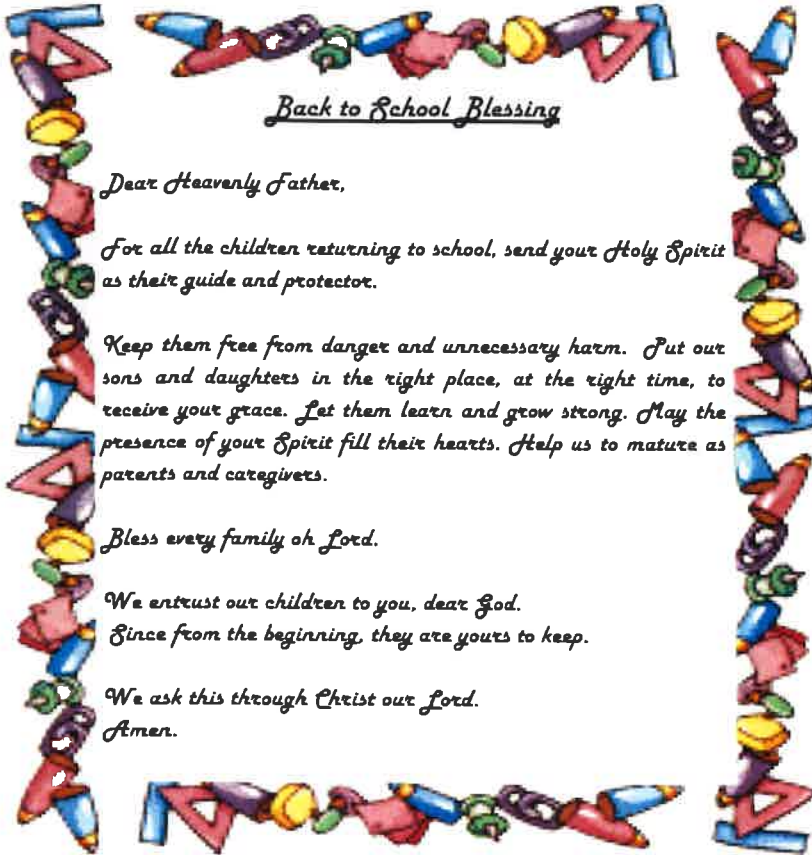 Back to School Blessing
Dear Heavenly Father,
For all the children returning to school, send your Holy Spirit
as their guide and protector.
Keep them free from danger and unnecessary harm. Put our
sons and daughters in the right place, at the right time, to
receive your grace. Let them learn and grow strong. May the
presence of your Spirit fill their hearts. Help us to mature as
parents and caregivers.
Bless every family oh Lord.
We entrust our children to you, dear God.
Since from the beginning, they are yours to keep.
We ask this through Christ our Lord.
Amen.